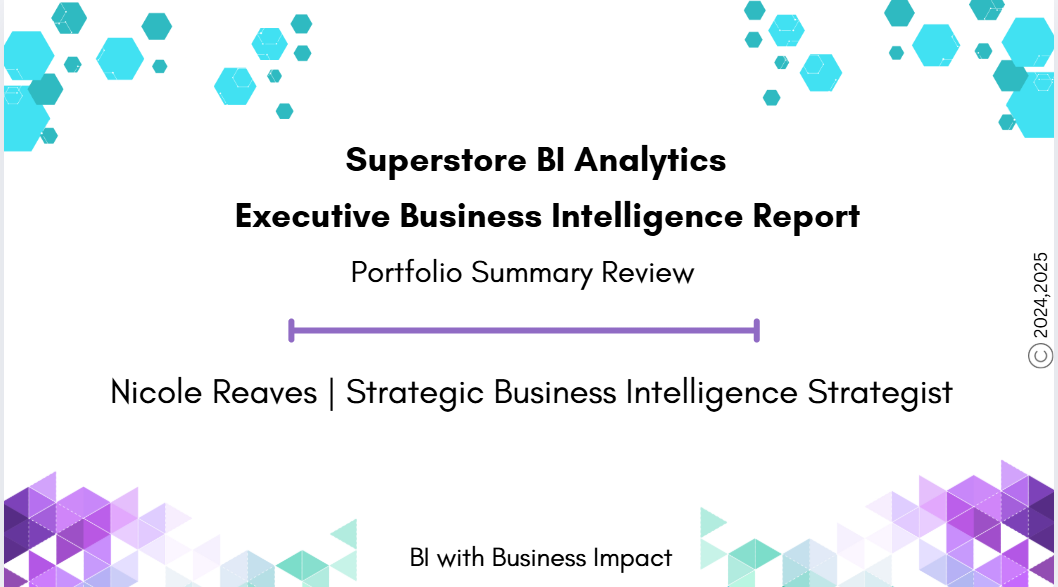 Superstore BI Analytics
Executive Business Intelligence Report
Portfolio Summary Review
Nicole Reaves | Strategic Business Intelligence Strategist
© 2024,2025
BI with Business Impact